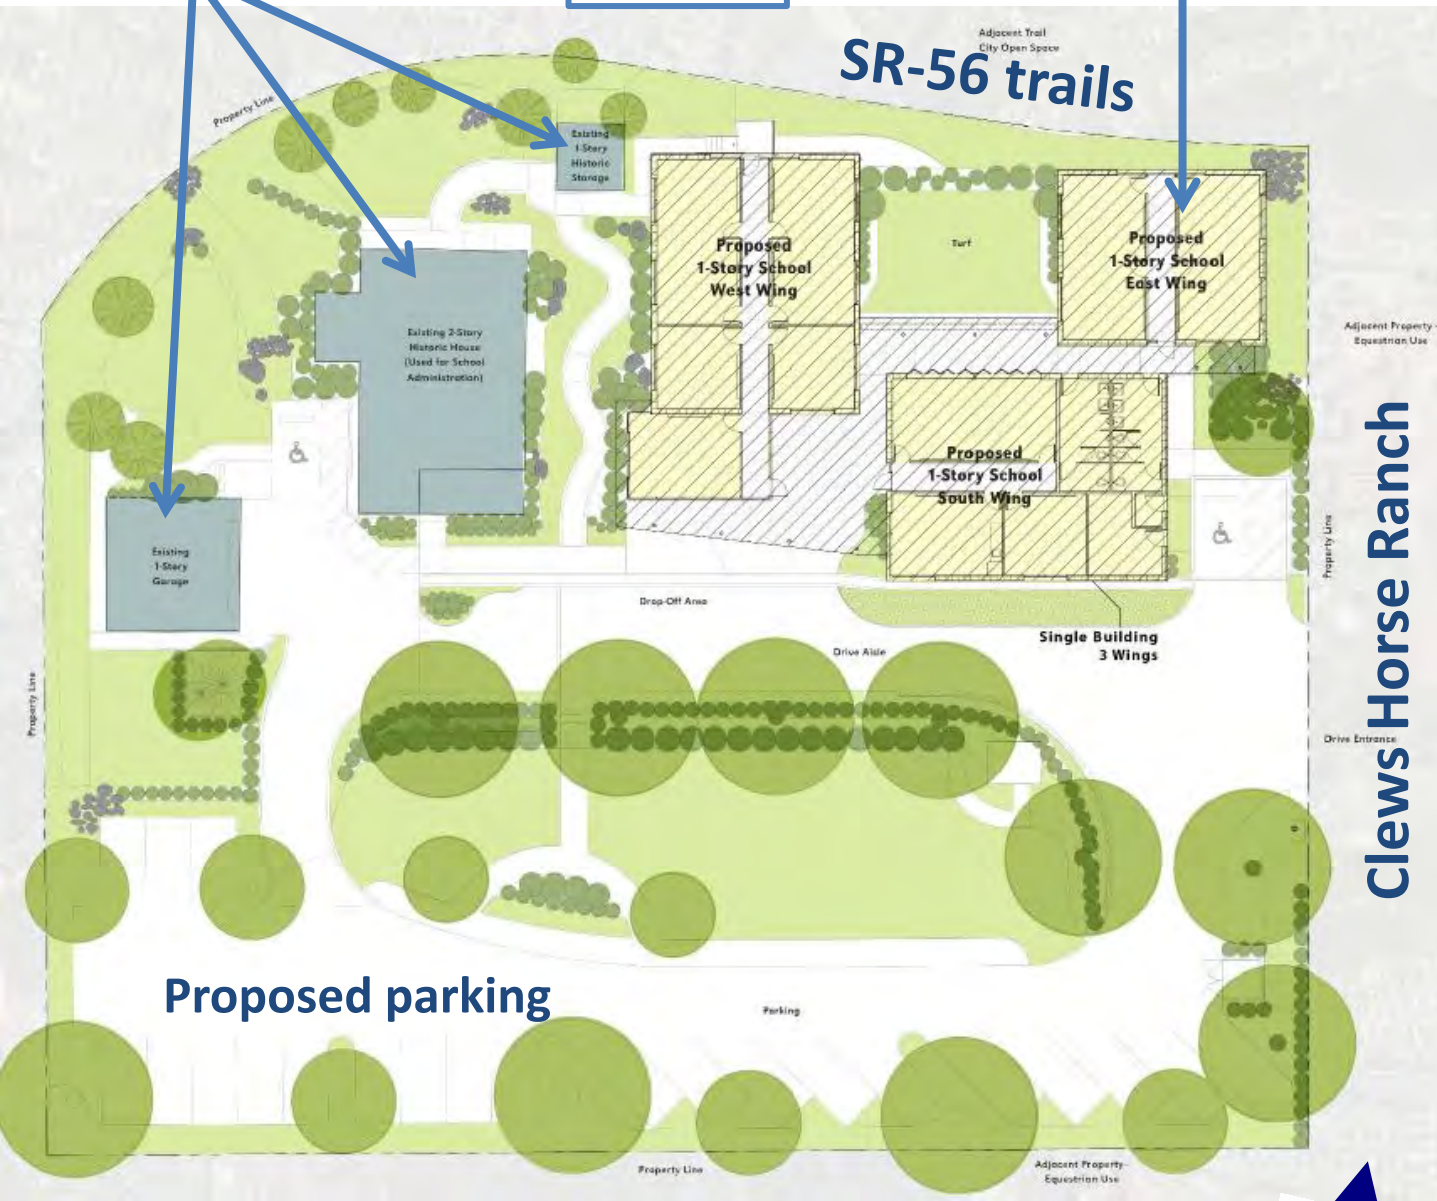 Adjacent Trail
City Open Space
SR-56 trails
Property Line
Existing
1-Story
Historic
Storage
Proposed
1-Story School
West Wing
Turf
Proposed
1-Story School
East Wing
Existing 2-Story
Historic House
(Used for School
Administration)
Adjacent Property -
Equestrian Use
Proposed
1-Story School
South Wing
Existing
1-Story
Garage
Property Line
Clews Horse Ranch
Drop-Off Area
Single Building
3 Wings
Drive Aisle
Property Line
Drive Entrance
Proposed parking
Parking
Property Line
Adjacent Property-
Equestrian Use